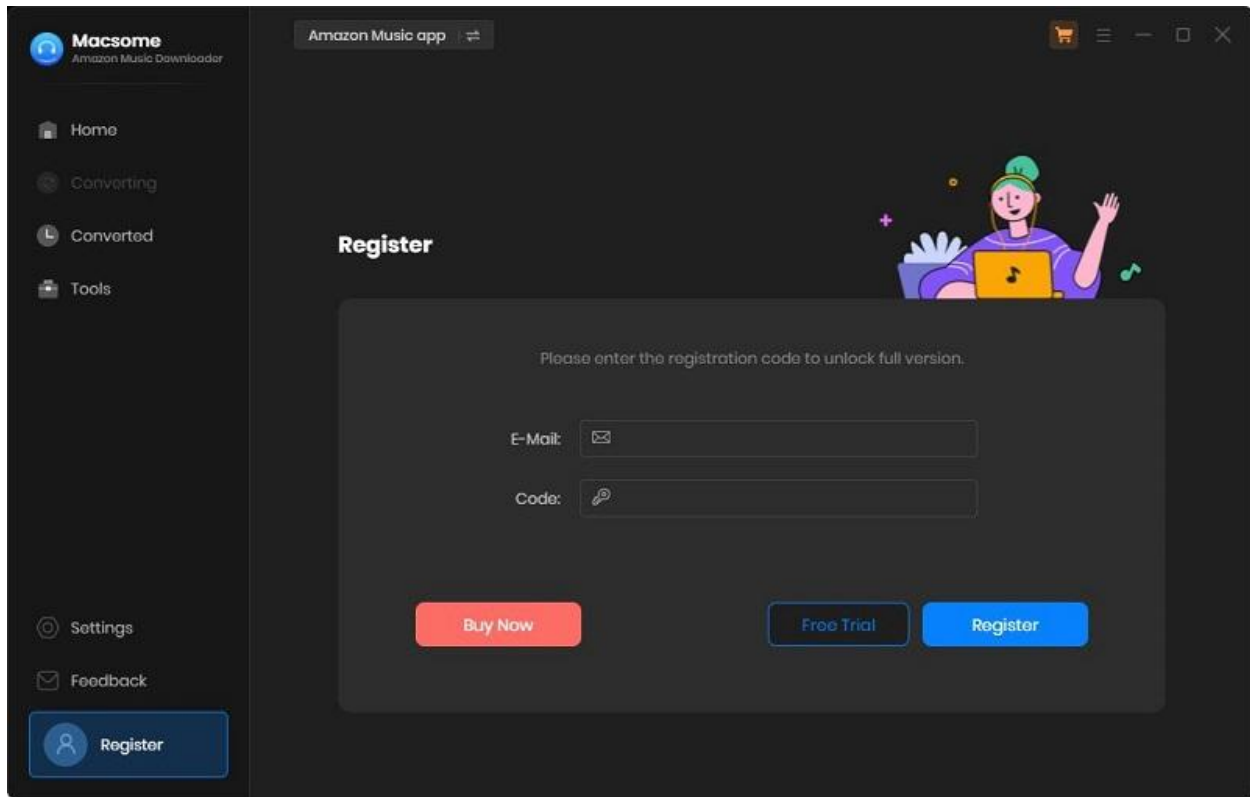 Macsome
Amazon Music Downloader
Amazon Music app
Home
Converting
Converted
Tools
Register
Please enter the registration code to unlock full version.
E-Mail:
Code:
Buy Now
Free Trial
Register
Settings
Feedback
Register